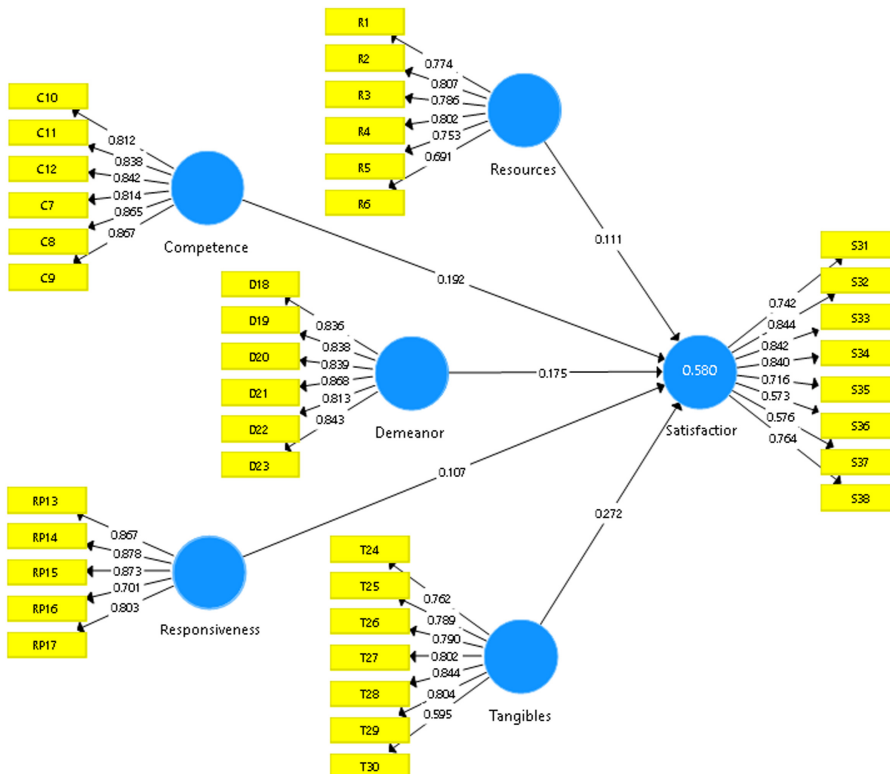 R1
R2
R3
R4
R5
R6
0.774
0.807
0.786
0.802
0.753
0.691
Resources
C10
C11
C12
C7
C8
C9
0.812
0.838
0.842
0.814
0.865
0.867
Competence
0.111
0.192
D18
D19
D20
D21
D22
D23
0.836
0.838
0.839
0.868
0.813
0.843
Demeanor
0.175
0.580
Satisfactior
S31
S32
S33
S34
S35
S36
S37
S38
0.742
0.844
0.842
0.840
0.716
0.573
0.576
0.764
RP13
RP14
RP15
RP16
RP17
0.867
0.878
0.873
0.701
0.803
Responsiveness
0.107
0.272
T24
T25
T26
T27
T28
T29
T30
0.762
0.789
0.790
0.802
0.844
0.804
0.595
Tangibles